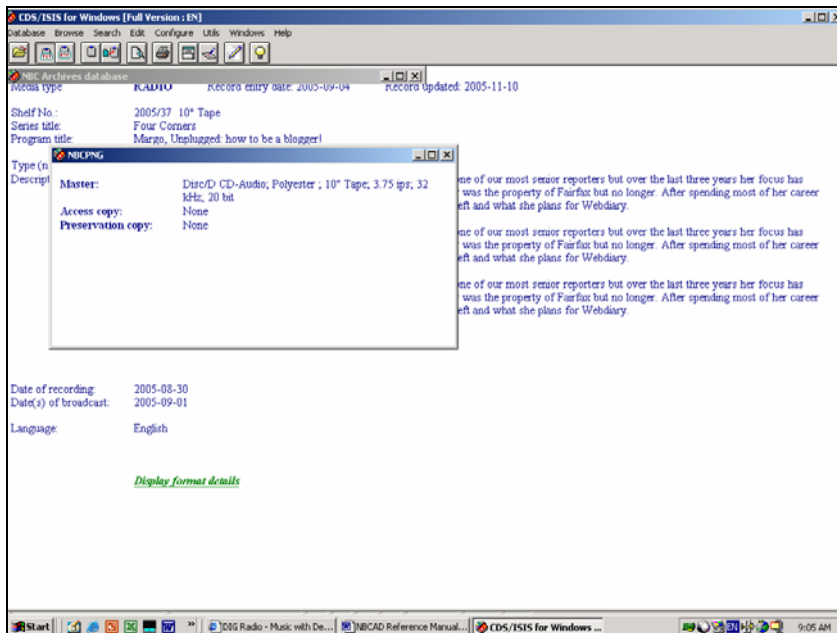 CDS/ISIS for Windows [Full Version : EN]
Database Browse Search Edit Configure Utils Windows Help
NBC Archives database
Media type RADIO Record entry date: 2005-09-04 Record updated: 2005-11-10
Shelf No.: 2005/37 10" Tape
Series title: Four Corners
Program title: Margo, Unplugged: how to be a blogger!
NBCPNG
Type (n
Descript
Master: Disc/D CD-Audio; Polyester ; 10" Tape; 3.75 ips; 32
kHz; 20 bit
Access copy: None
Preservation copy: None
one of our most senior reporters but over the last three years her focus has
was the property of Fairfax but no longer. After spending most of her career
eft and what she plans for Webdiary.
one of our most senior reporters but over the last three years her focus has
was the property of Fairfax but no longer. After spending most of her career
eft and what she plans for Webdiary.
one of our most senior reporters but over the last three years her focus has
was the property of Fairfax but no longer. After spending most of her career
eft and what she plans for Webdiary.
Date of recording: 2005-08-30
Date(s) of broadcast: 2005-09-01
Language: English
Display format details
Start DIG Radio - Music with De... NBCAD Reference Manual... CDS/ISIS for Windows ... EN 9:05 AM